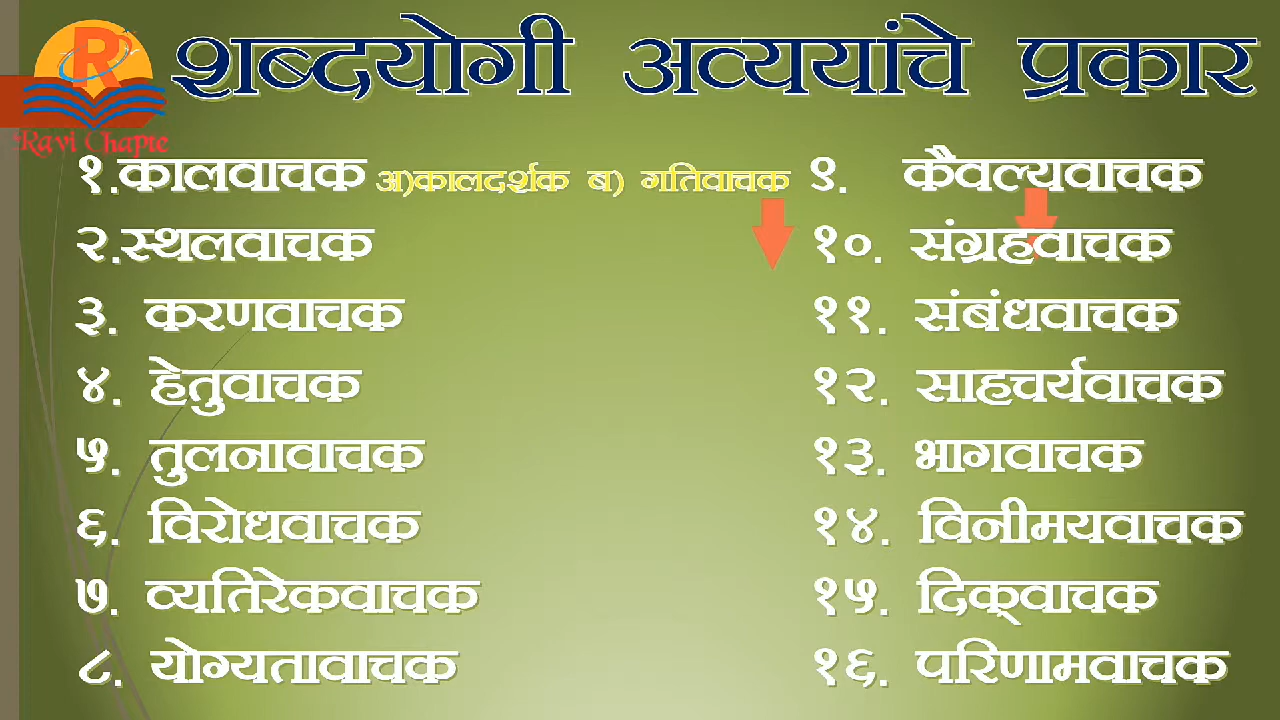 शब्दयोगी अव्ययांचे प्रकार
R
Ravi Chapte
१.कालवाचक अ)कालदर्शक ब) गतिवाचक
२.स्थलवाचक
३. करणवाचक
४. हेतुवाचक
५. तुलनावाचक
६. विरोधवाचक
७. व्यतिरेकवाचक
८. योग्यतावाचक
९. कैवल्यवाचक
१०. संग्रहवाचक
११. संबंधवाचक
१२. साहचर्यवाचक
१३. भागवाचक
१४. विनीमयवाचक
१५. दिक्वाचक
१६. परिणामवाचक